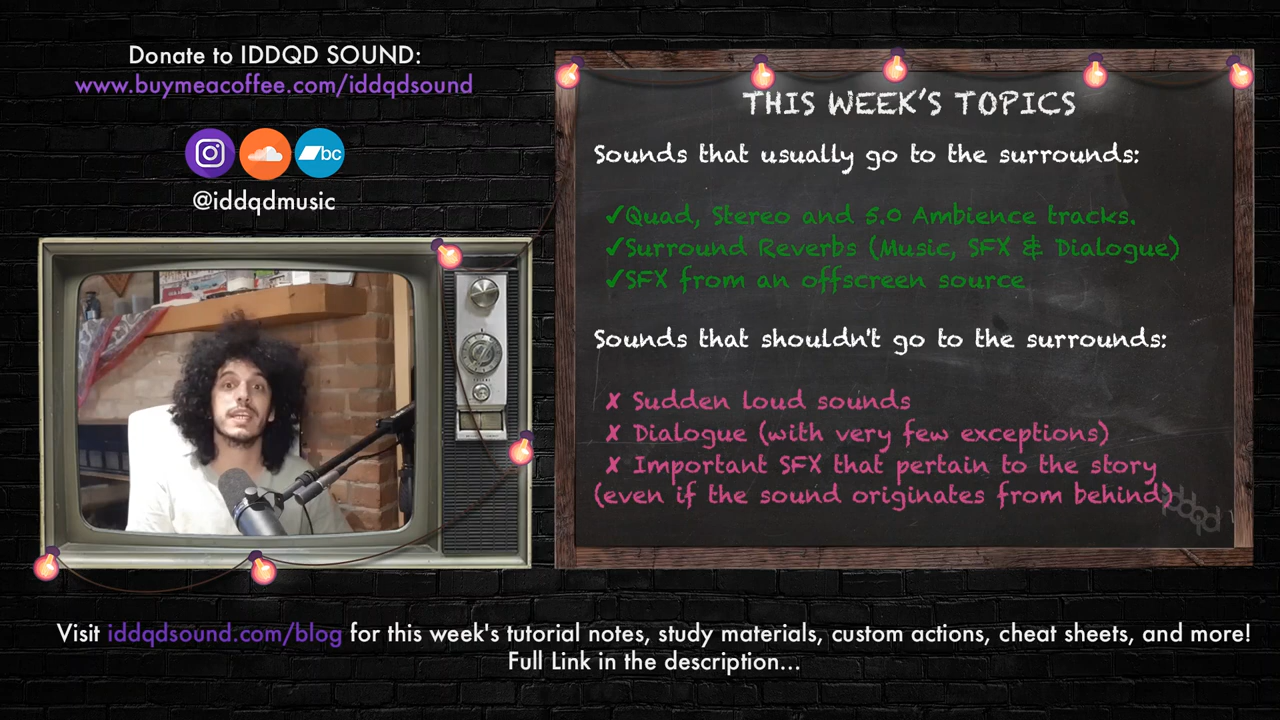 Donate to IDDQD SOUND:
www.buymeacoffee.com/iddqdsound
bc
@iddqdmusic
THIS WEEK'S TOPICS
Sounds that usually go to the surrounds:
✓Quad, Stereo and 5.0 Ambience tracks.
✓Surround Reverbs (Music, SFX & Dialogue)
✓SFX from an offscreen source
Sounds that shouldn't go to the surrounds:
✗ Sudden loud sounds
✗ Dialogue (with very few exceptions)
✗ Important SFX that pertain to the story
(even if the sound originates from behind)
iddqd
Visit iddqdsound.com/blog for this week's tutorial notes, study materials, custom actions, cheat sheets, and more!
Full Link in the description...